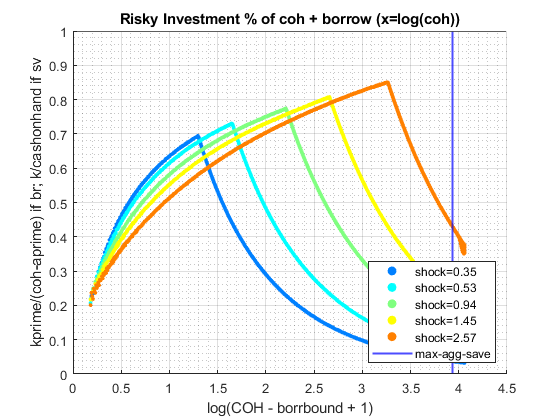 Risky Investment % of coh + borrow (x=log(coh))
kprime/(coh-aprime) if br; k/cashonhand if sv
1
0.9
0.8
0.7
0.6
0.5
0.4
0.3
0.2
0.1
0
0 0.5 1 1.5 2 2.5 3 3.5 4 4.5
log(COH - borrbound + 1)
shock=0.35
shock=0.53
shock=0.94
shock=1.45
shock=2.57
max-agg-save